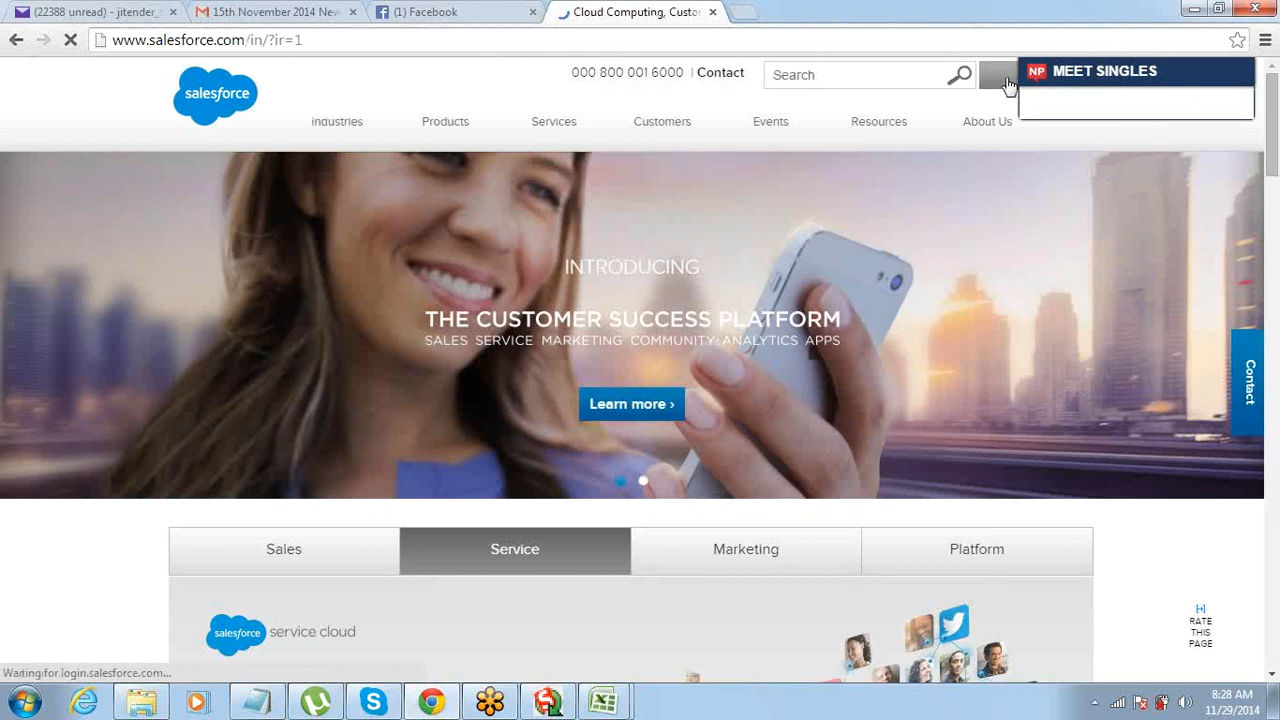 (22388 unread) - jitender_s
15th November 2014 Nev
(1) Facebook
Cloud Computing, Custo
www.salesforce.com/in/?ir=1
salesforce
000 800 001 6000 | Contact
Search
NP MEET SINGLES
Industries Products Services Customers Events Resources About Us
INTRODUCING
THE CUSTOMER SUCCESS PLATFORM
SALES SERVICE MARKETING COMMUNITY ANALYTICS APPS
Learn more ›
Contact
Sales Service Marketing Platform
salesforce service cloud
[+]
RATE
THIS
PAGE
Waiting for login.salesforce.com...
8:28 AM
11/29/2014